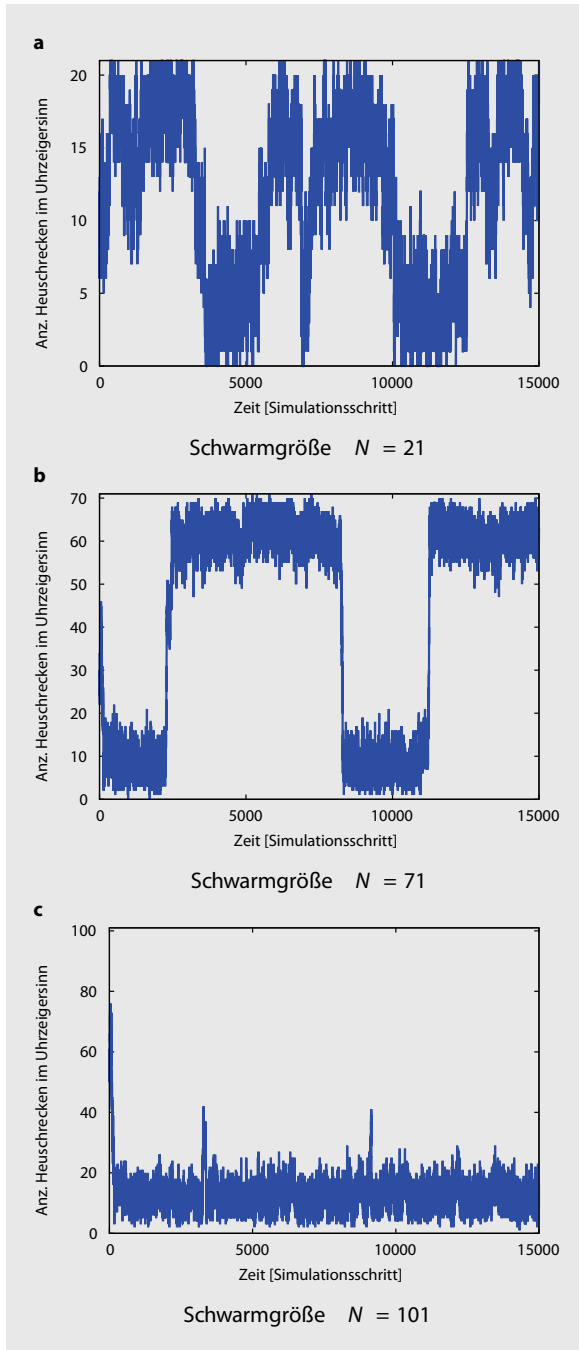 a
Anz. Heuschrecken im Uhrzeigersinn
20
15
10
5
0
0 5000 10000 15000
Zeit [Simulationsschritt]
Schwarmgröße N = 21
b
Anz. Heuschrecken im Uhrzeigersinn
70
60
50
40
30
20
10
0
0 5000 10000 15000
Zeit [Simulationsschritt]
Schwarmgröße N = 71
c
Anz. Heuschrecken im Uhrzeigersinn
100
80
60
40
20
0
0 5000 10000 15000
Zeit [Simulationsschritt]
Schwarmgröße N = 101